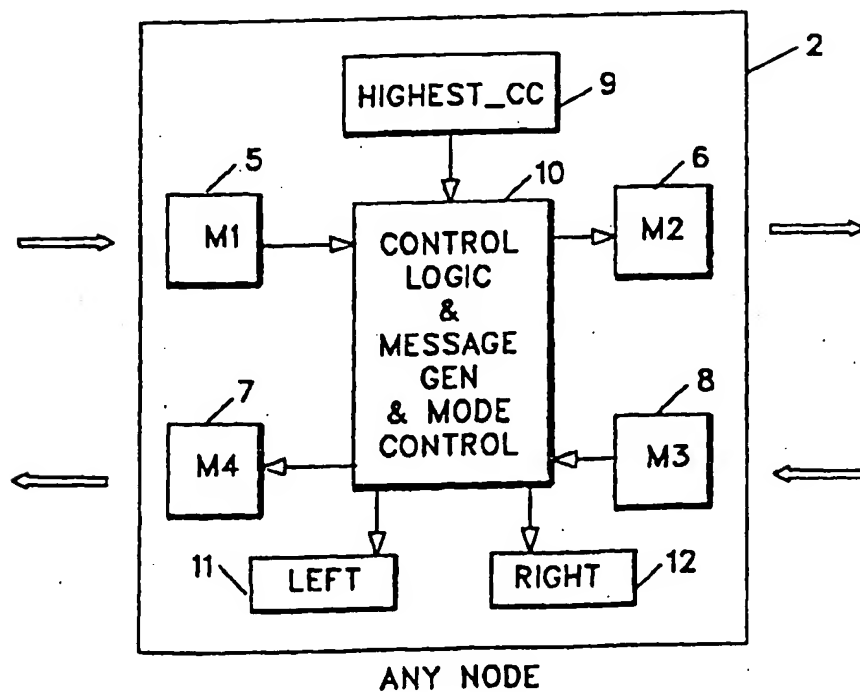 2
HIGHEST_CC
9
5
10
6
M1
CONTROL
LOGIC
&
MESSAGE
GEN
& MODE
CONTROL
M2
7
8
M4
M3
11
LEFT
RIGHT
12
ANY NODE